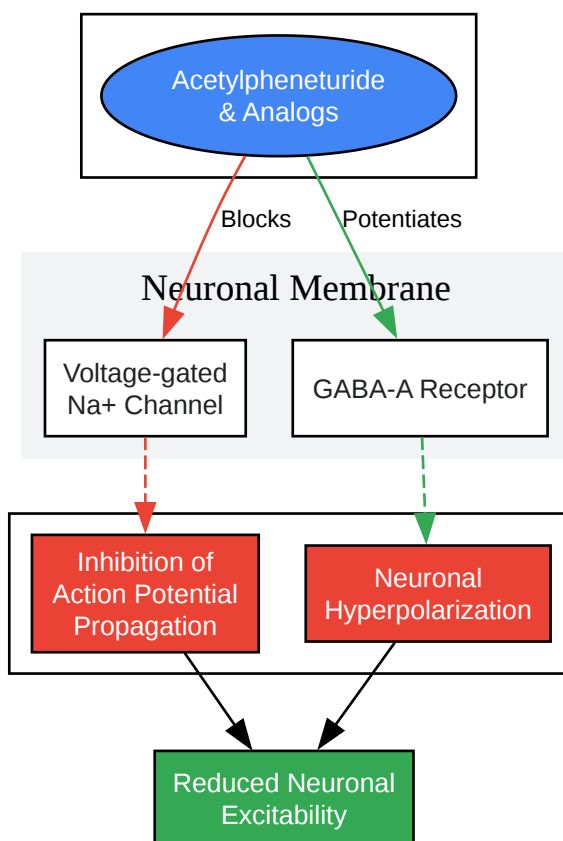 Acetylpheneturide
& Analogs
Blocks
Potentiates
Neuronal Membrane
Voltage-gated
Na+ Channel
GABA-A Receptor
Inhibition of
Action Potential
Propagation
Neuronal
Hyperpolarization
Reduced Neuronal
Excitability